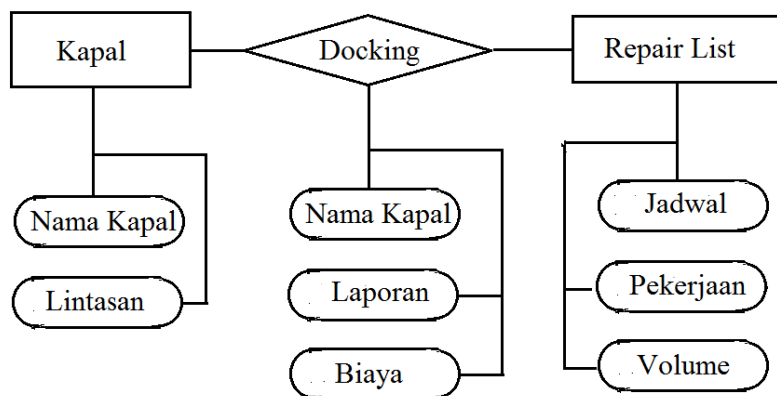 Kapal
Docking
Repair List
Nama Kapal
Lintasan
Nama Kapal
Laporan
Biaya
Jadwal
Pekerjaan
Volume